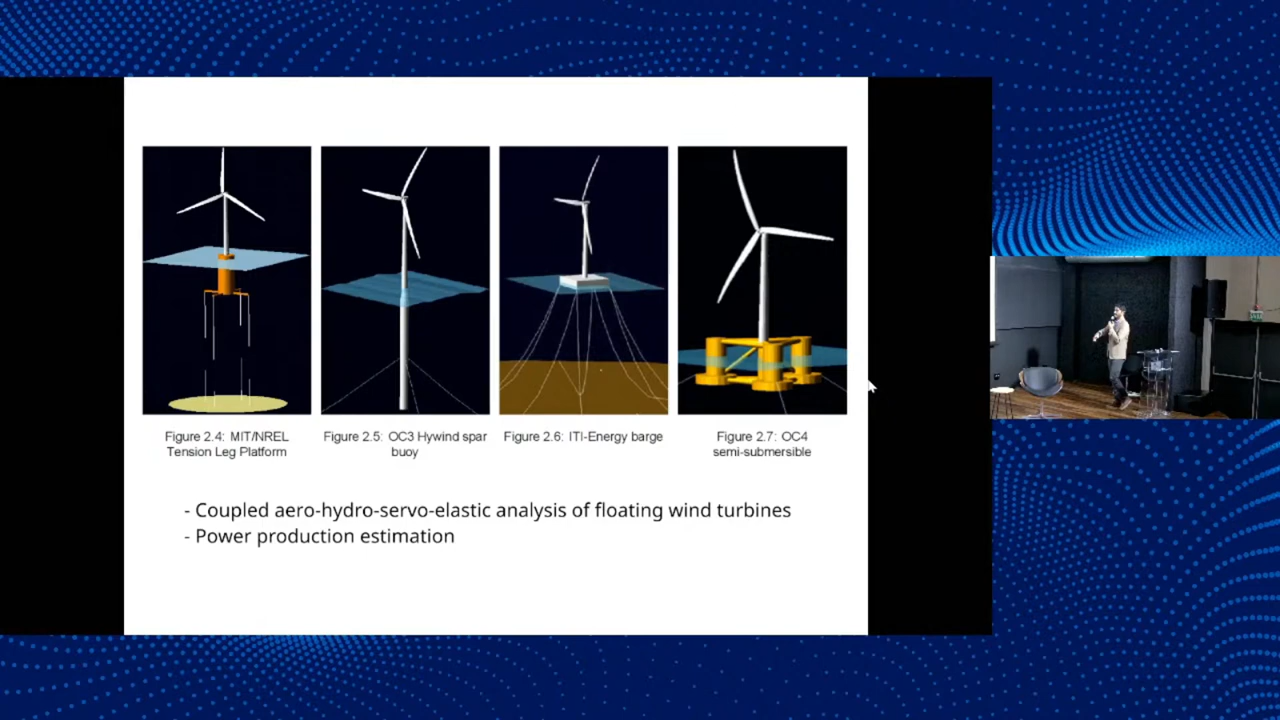 Figure 2.4: MIT/NREL
Tension Leg Platform
Figure 2.5: OC3 Hywind spar
buoy
Figure 2.6: ITI-Energy barge
Figure 2.7: OC4
semi-submersible
- Coupled aero-hydro-servo-elastic analysis of floating wind turbines
- Power production estimation